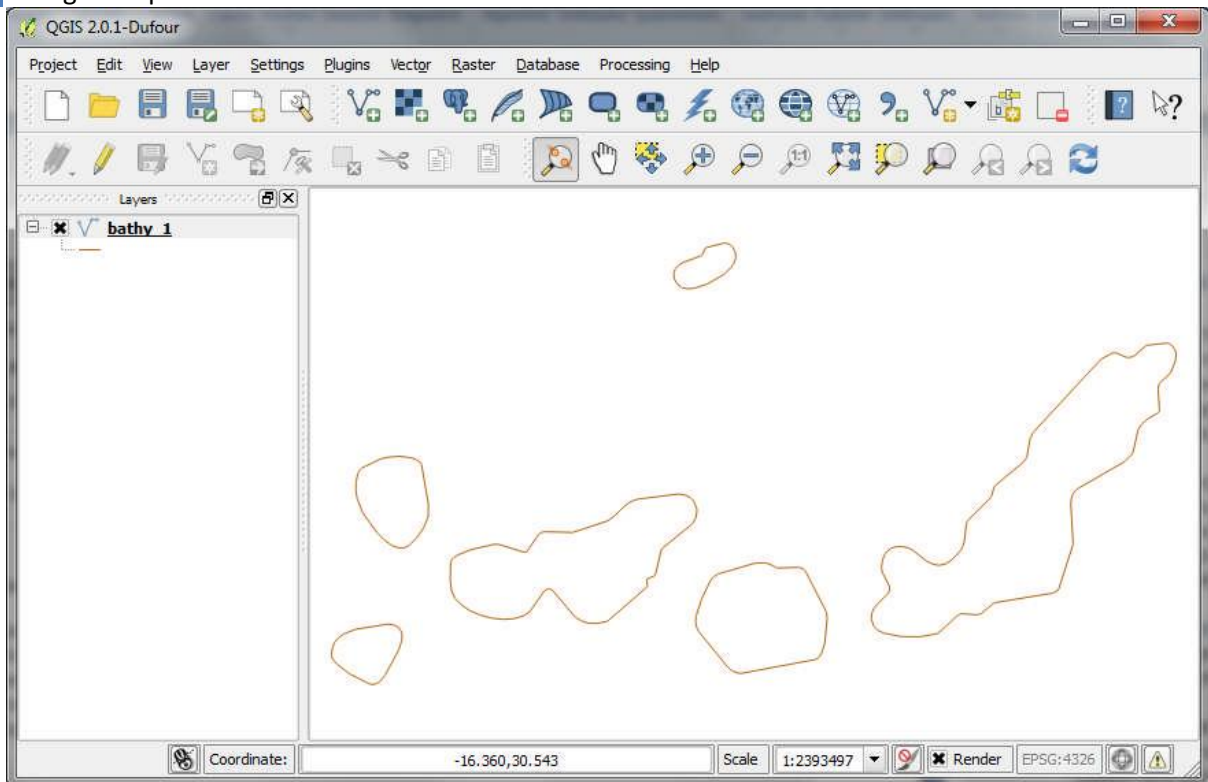 QGIS 2.0.1-Dufour
Project Edit View Layer Settings Plugins Vector Raster Database Processing Help
Layers
bathy_1
Coordinate: -16.360,30.543 Scale 1:2393497 Render EPSG:4326